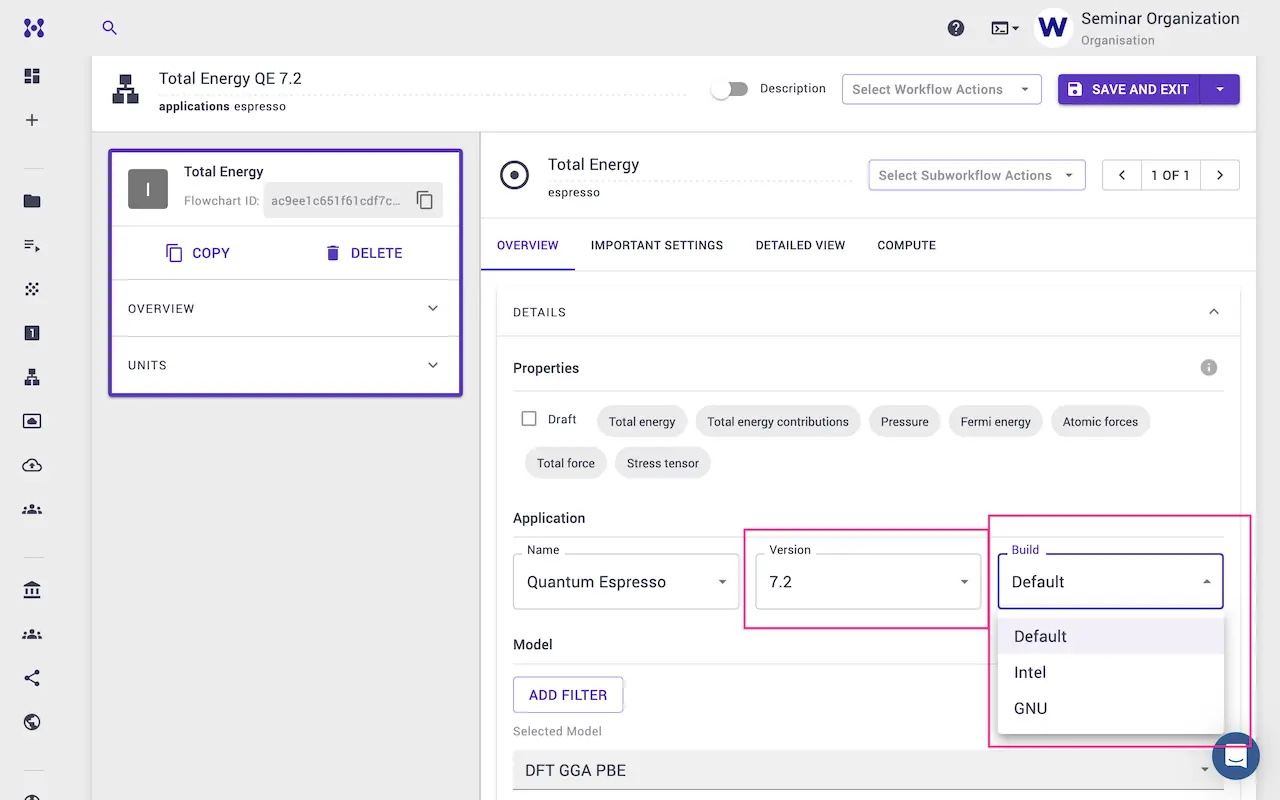 Seminar Organization
Organisation
Total Energy QE 7.2
applications espresso
Description
Select Workflow Actions
SAVE AND EXIT
I
Total Energy
Flowchart ID: ac9ee1c651f61cdf7c...
COPY
DELETE
OVERVIEW
UNITS
Total Energy
espresso
Select Subworkflow Actions
1 OF 1
OVERVIEW
IMPORTANT SETTINGS
DETAILED VIEW
COMPUTE
DETAILS
Properties
Draft
Total energy
Total energy contributions
Pressure
Fermi energy
Atomic forces
Total force
Stress tensor
Application
Name
Quantum Espresso
Version
7.2
Build
Default
Default
Intel
GNU
Model
ADD FILTER
Selected Model
DFT GGA PBE
W
1